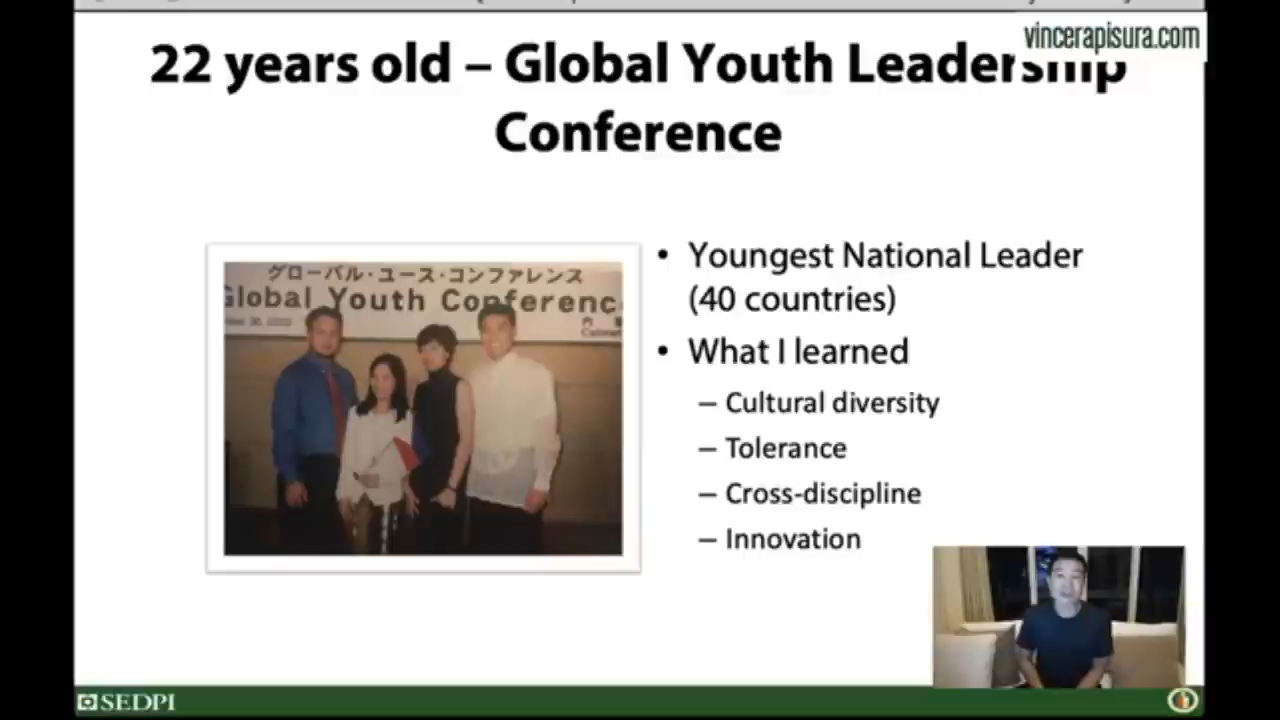 vincerapisura.com
22 years old – Global Youth Leadership
Conference
グローバル・ユース・コンファレンス
Global Youth Conferenc
• Youngest National Leader
(40 countries)
• What I learned
– Cultural diversity
– Tolerance
– Cross-discipline
– Innovation
SEDPI